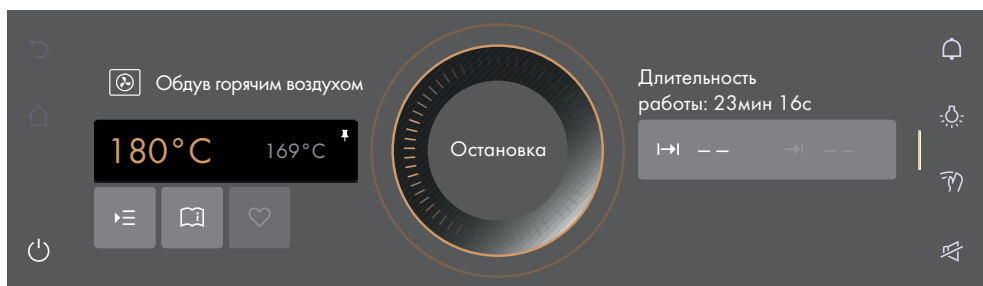 Обдув горячим воздухом
180°C 169°C
Остановка
Длительность
работы: 23мин 16с
-- --